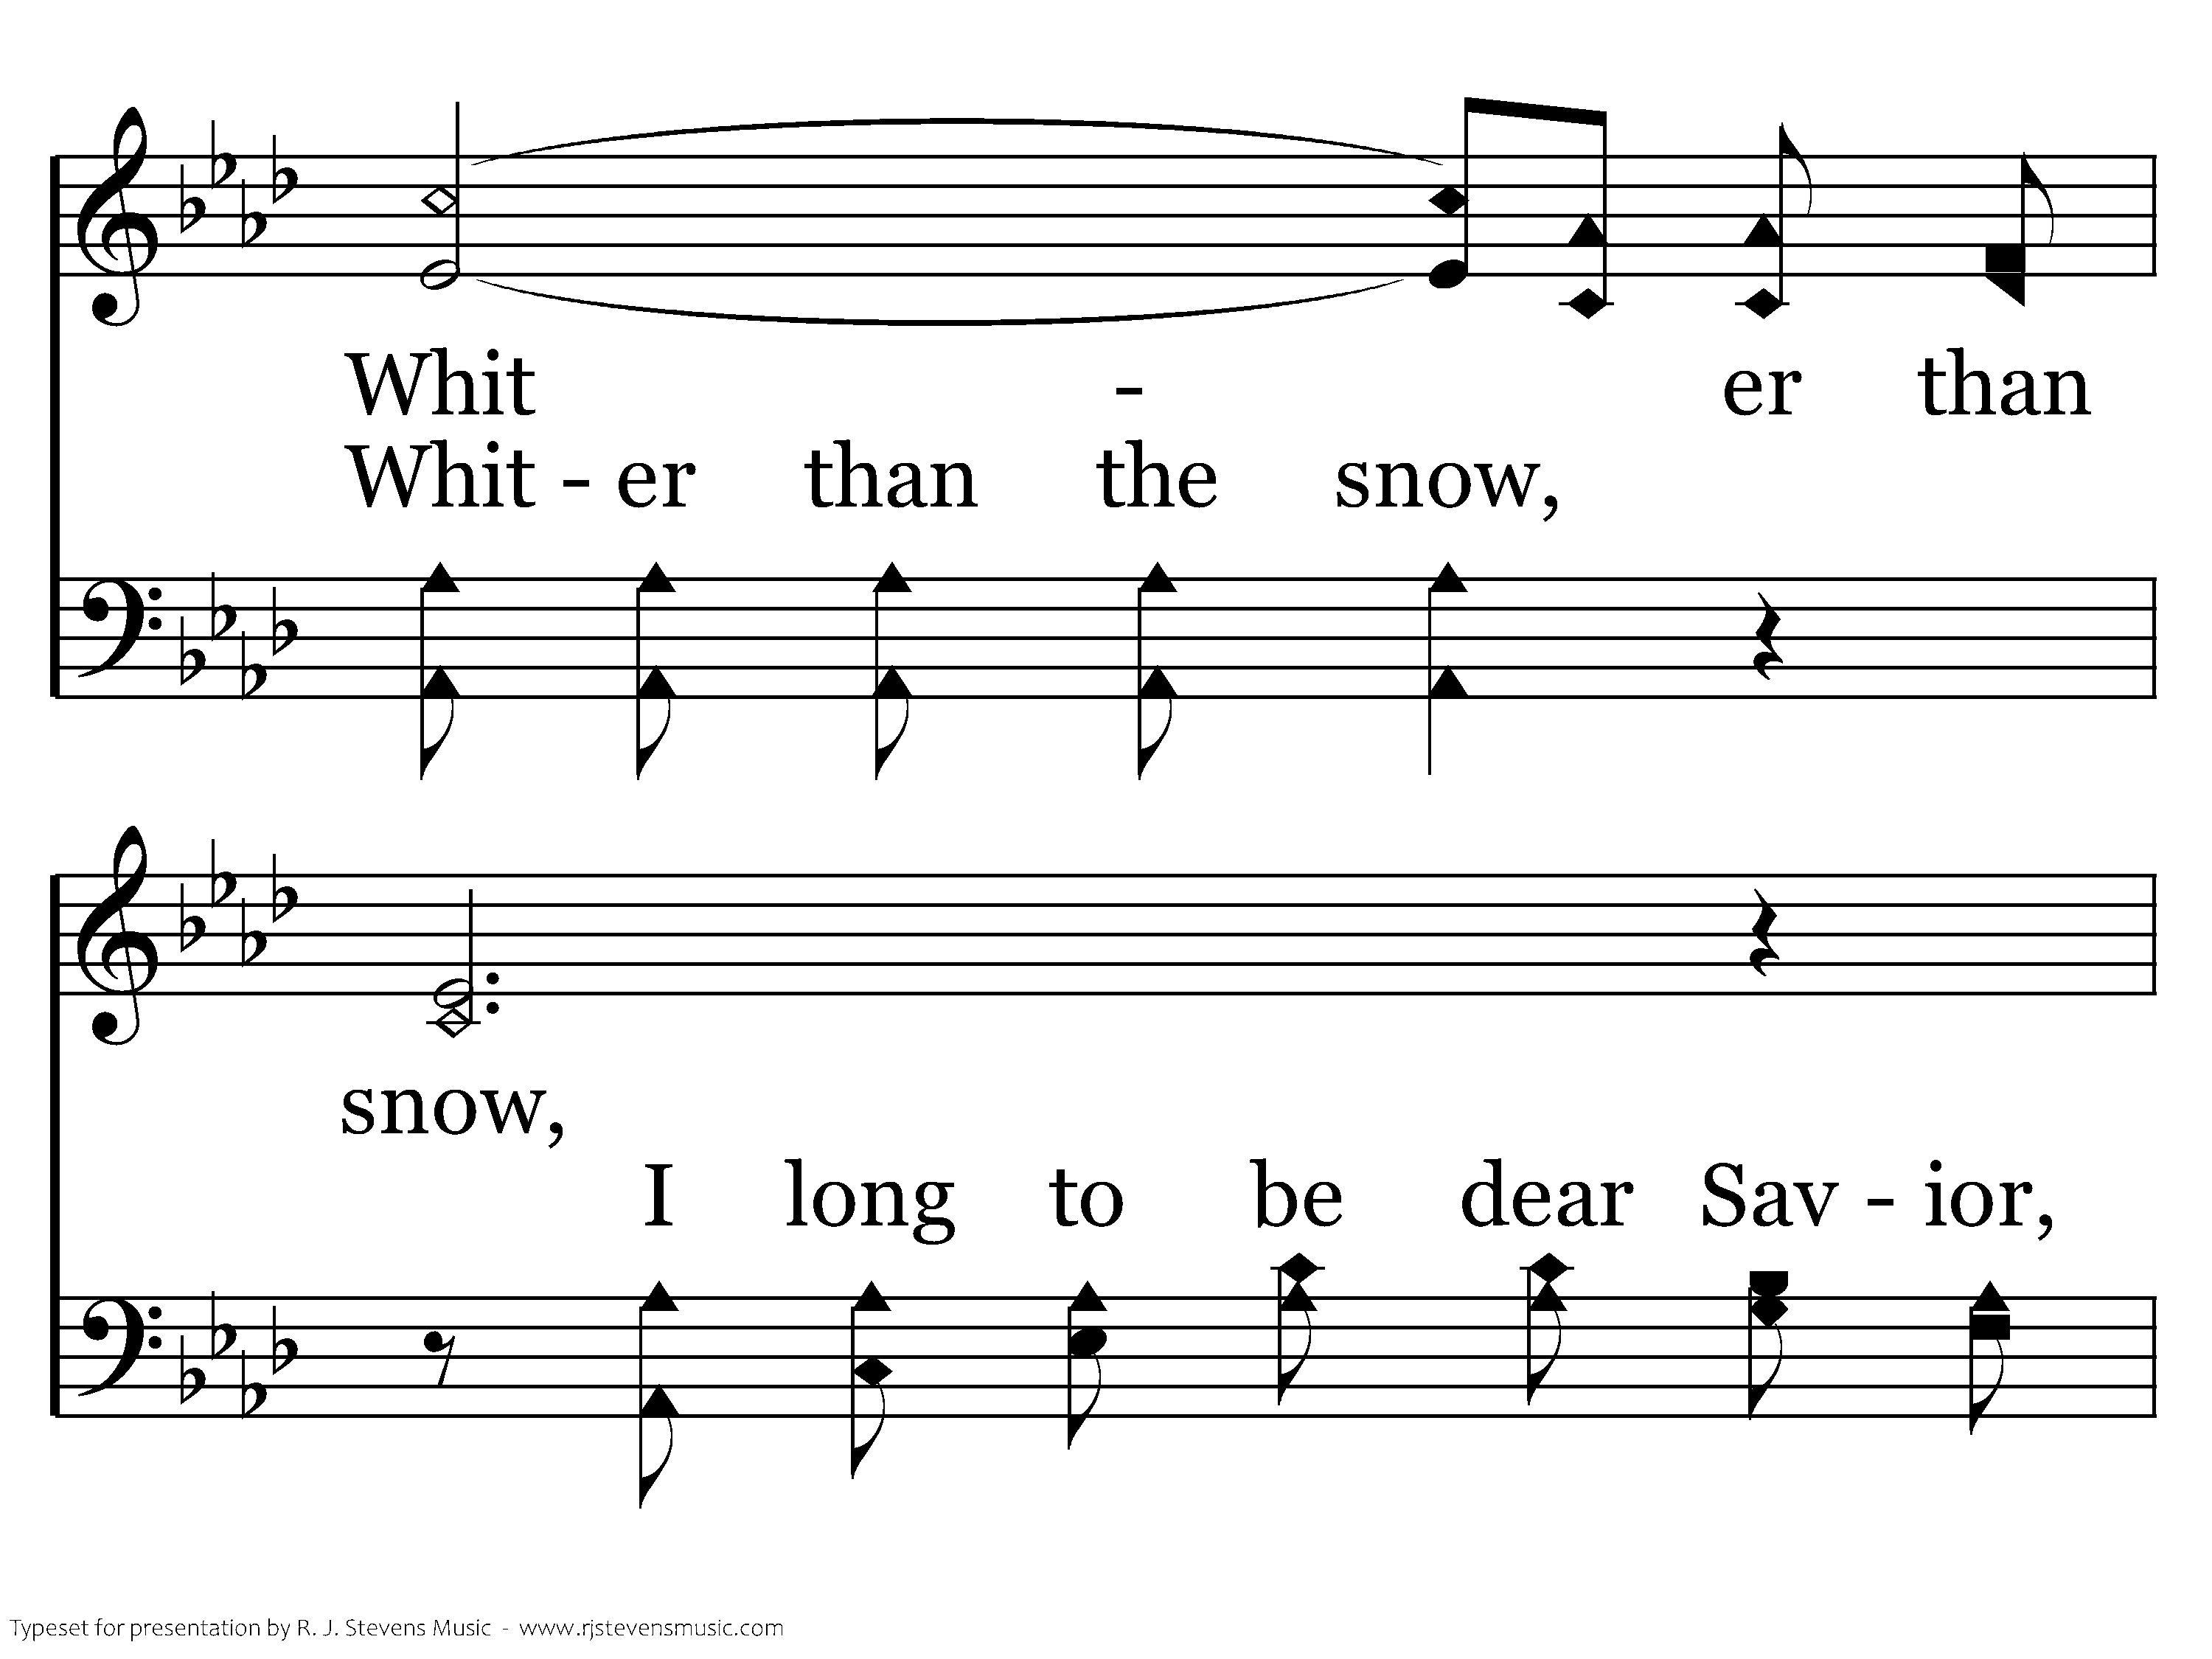 Whit - er than
Whit - er than the snow,
snow,
I long to be dear Sav - ior,
Typeset for presentation by R. J. Stevens Music - www.rjstevensmusic.com